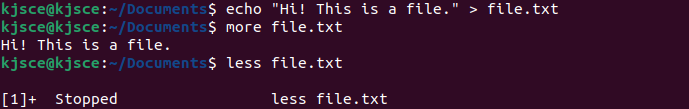 kjsce@kjsce:~/Documents$ echo "Hi! This is a file." > file.txt
kjsce@kjsce:~/Documents$ more file.txt
Hi! This is a file.
kjsce@kjsce:~/Documents$ less file.txt
[1]+  Stopped                 less file.txt